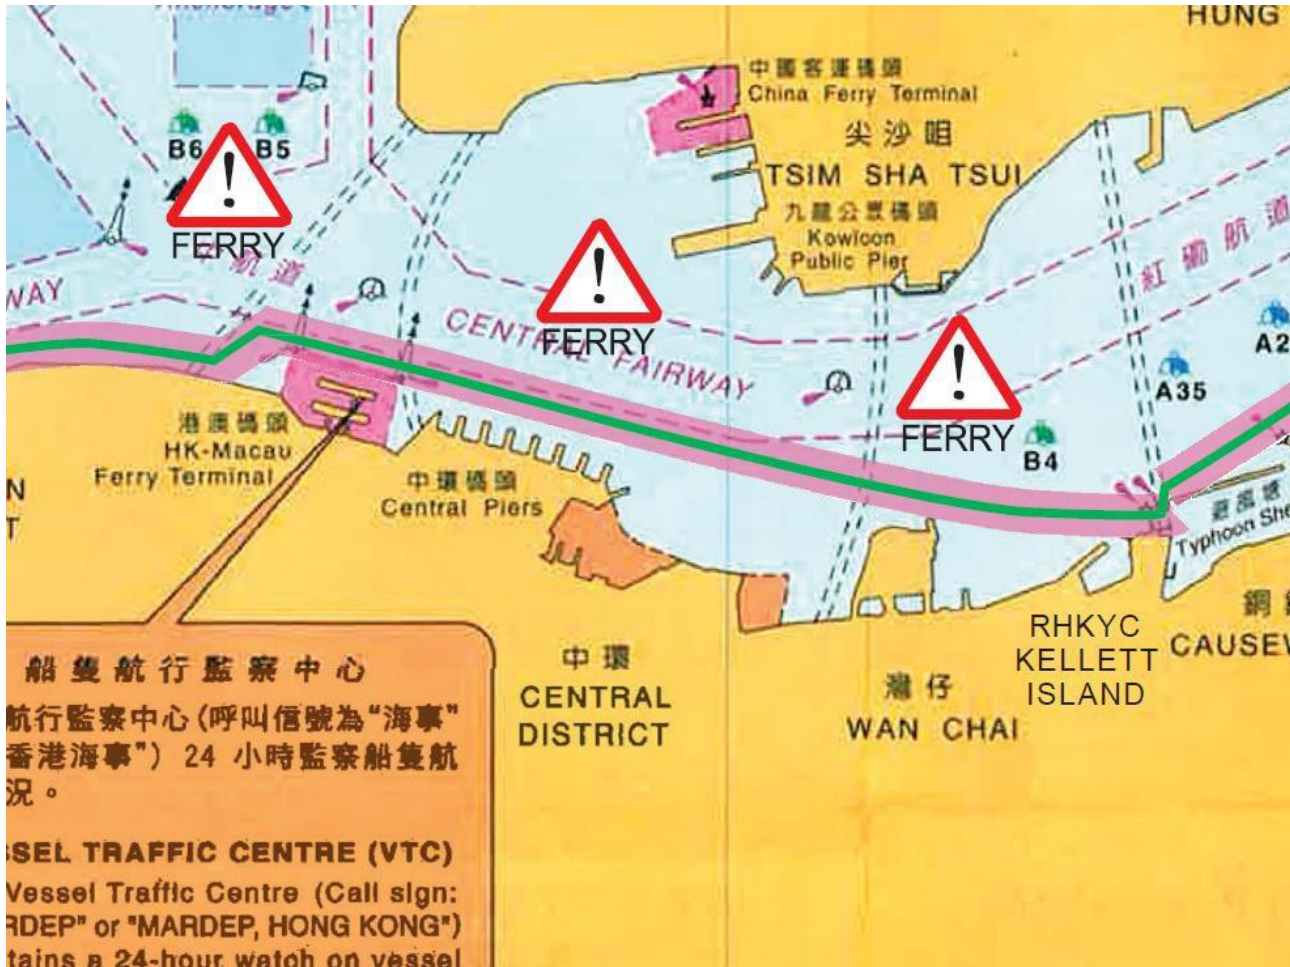 HUNG
中國客運碼頭
China Ferry Terminal
尖沙咀
TSIM SHA TSUI
九龍公眾碼頭
Kowloon
Public Pier
B6
B5
FERRY
航道
WAY
FERRY
CENTRAL FAIRWAY
紅磡航道
A2
A35
FERRY
B4
港澳碼頭
HK-Macau
Ferry Terminal
中環碼頭
Central Piers
N
T
避風塘
Typhoon She
RHKYC
KELLETT
ISLAND
銅
CAUSEW
中環
CENTRAL
DISTRICT
灣仔
WAN CHAI
船隻航行監察中心
航行監察中心(呼叫信號為“海事”
香港海事”) 24 小時監察船隻航
況。
SSEL TRAFFIC CENTRE (VTC)
Vessel Traffic Centre (Call sign:
RDEP" or "MARDEP, HONG KONG")
tains a 24-hour watch on vessel